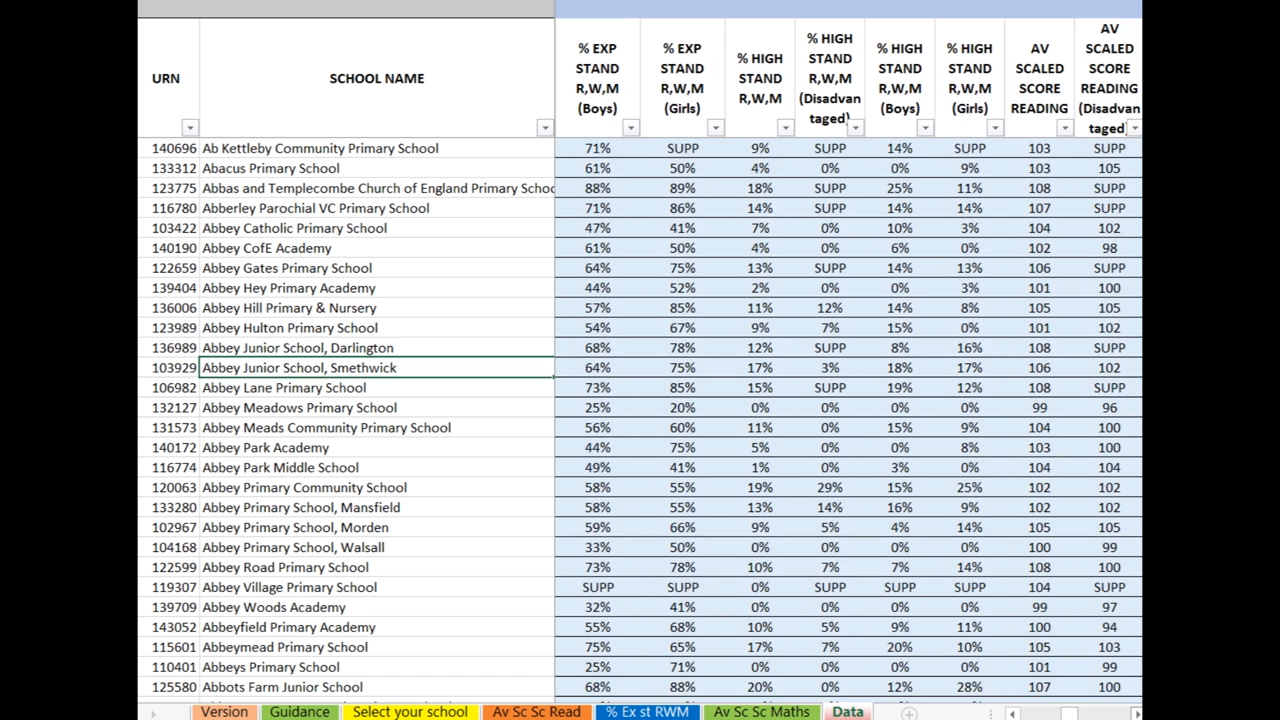 URN SCHOOL NAME % EXP STAND R,W,M (Boys) % EXP STAND R,W,M (Girls) % HIGH STAND R,W,M % HIGH STAND R,W,M (Disadvan taged) % HIGH STAND R,W,M (Boys) % HIGH STAND R,W,M (Girls) AV SCALED SCORE READING AV SCALED SCORE READING (Disadvan taged)
140696 Ab Kettleby Community Primary School 71% SUPP 9% SUPP 14% SUPP 103 SUPP
133312 Abacus Primary School 61% 50% 4% 0% 0% 9% 103 105
123775 Abbas and Templecombe Church of England Primary Schoo 88% 89% 18% SUPP 25% 11% 108 SUPP
116780 Abberley Parochial VC Primary School 71% 86% 14% SUPP 14% 14% 107 SUPP
103422 Abbey Catholic Primary School 47% 41% 7% 0% 10% 3% 104 102
140190 Abbey CofE Academy 61% 50% 4% 0% 6% 0% 102 98
122659 Abbey Gates Primary School 64% 75% 13% SUPP 14% 13% 106 SUPP
139404 Abbey Hey Primary Academy 44% 52% 2% 0% 0% 3% 101 100
136006 Abbey Hill Primary & Nursery 57% 85% 11% 12% 14% 8% 105 105
123989 Abbey Hulton Primary School 54% 67% 9% 7% 15% 0% 101 102
136989 Abbey Junior School, Darlington 68% 78% 12% SUPP 8% 16% 108 SUPP
103929 Abbey Junior School, Smethwick 64% 75% 17% 3% 18% 17% 106 102
106982 Abbey Lane Primary School 73% 85% 15% SUPP 19% 12% 108 SUPP
132127 Abbey Meadows Primary School 25% 20% 0% 0% 0% 0% 99 96
131573 Abbey Meads Community Primary School 56% 60% 11% 0% 15% 9% 104 100
140172 Abbey Park Academy 44% 75% 5% 0% 0% 8% 103 100
116774 Abbey Park Middle School 49% 41% 1% 0% 3% 0% 104 104
120063 Abbey Primary Community School 58% 55% 19% 29% 15% 25% 102 102
133280 Abbey Primary School, Mansfield 58% 55% 13% 14% 16% 9% 102 102
102967 Abbey Primary School, Morden 59% 66% 9% 5% 4% 14% 105 105
104168 Abbey Primary School, Walsall 33% 50% 0% 0% 0% 0% 100 99
122599 Abbey Road Primary School 73% 78% 10% 7% 7% 14% 108 100
119307 Abbey Village Primary School SUPP SUPP 0% SUPP SUPP SUPP 104 SUPP
139709 Abbey Woods Academy 32% 41% 0% 0% 0% 0% 99 97
143052 Abbeyfield Primary Academy 55% 68% 10% 5% 9% 11% 100 94
115601 Abbeymead Primary School 75% 65% 17% 7% 20% 10% 105 103
110401 Abbeys Primary School 25% 71% 0% 0% 0% 0% 101 99
125580 Abbots Farm Junior School 68% 88% 20% 0% 12% 28% 107 100
Version Guidance Select your school Av Sc Sc Read % Ex st RWM Av Sc Sc Maths Data